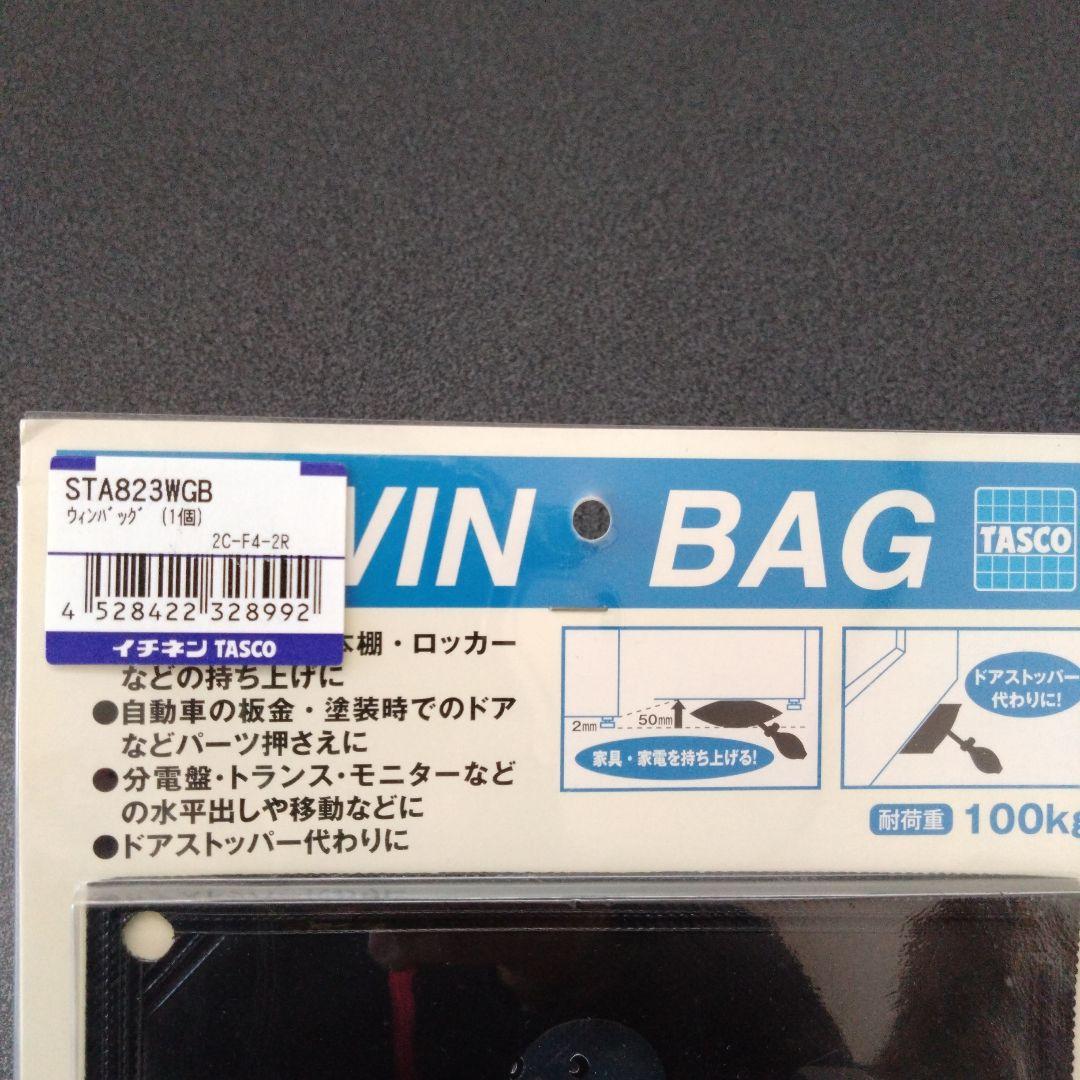 STA823WGB
ウィンバッグ (1個)
2C-F4-2R
4 528422 328992
イチネン TASCO
WIN BAG
TASCO
本棚・ロッカー
などの持ち上げに
●自動車の板金・塗装時でのドア
などパーツ押さえに
●分電盤・トランス・モニターなど
の水平出しや移動などに
●ドアストッパー代わりに
2mm
50mm
家具・家電を持ち上げる!
ドアストッパー
代わりに!
耐荷重 100kg